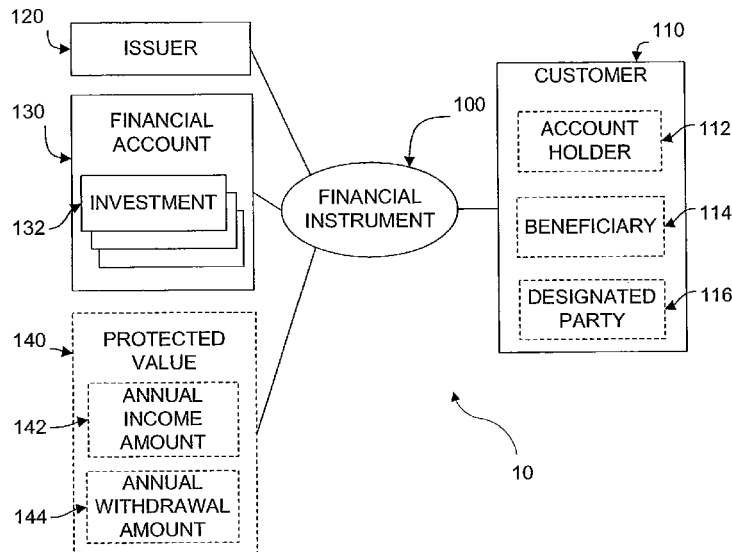 120
ISSUER
130
FINANCIAL
ACCOUNT
INVESTMENT
132
140
PROTECTED
VALUE
ANNUAL
INCOME
AMOUNT
142
ANNUAL
WITHDRAWAL
AMOUNT
144
100
FINANCIAL
INSTRUMENT
110
CUSTOMER
ACCOUNT
HOLDER
112
BENEFICIARY
114
DESIGNATED
PARTY
116
10